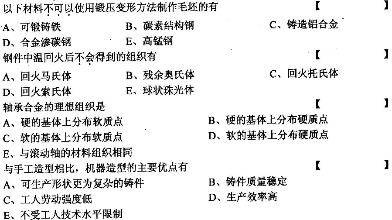 以下材料不可以使用锻压变形方法制作毛坯的有 【 】
A、可锻铸铁 B、碳素结构钢 C、铸造铝合金
D、合金渗碳钢 E、高锰钢
钢件中温回火后不会得到的组织有 【 】
A、回火马氏体 B、残余奥氏体 C、回火托氏体
D、回火索氏体 E、球状珠光体
轴承合金的理想组织是 【 】
A、硬的基体上分布软质点 B、硬的基体上分布硬质点
C、软的基体上分布软质点 D、软的基体上分布硬质点
E、与滚动轴的材料组织相同
与手工造型相比，机器造型的主要优点有 【 】
A、可生产形状更为复杂的铸件 B、铸件质量稳定
C、工人劳动强度低 D、生产效率高
E、不受工人技术水平限制